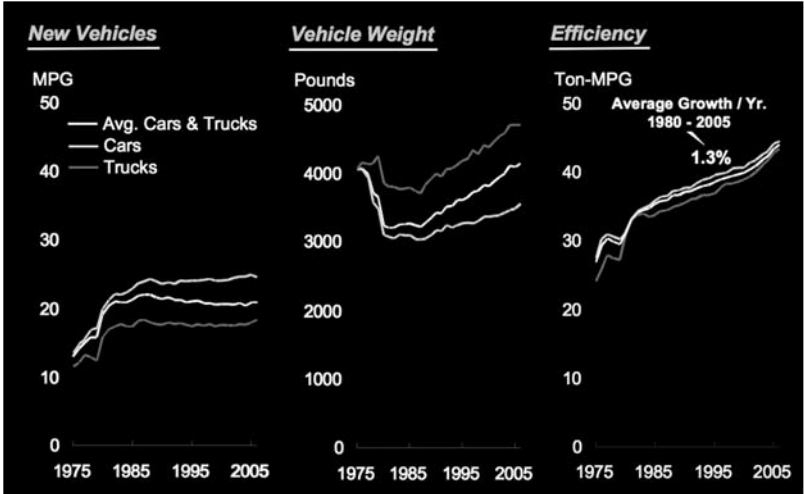 New Vehicles
MPG
50
40
30
20
10
0
Avg. Cars & Trucks
Cars
Trucks
1975
1985
1995
2005
Vehicle Weight
Pounds
5000
4000
3000
2000
1000
0
1975
1985
1995
2005
Efficiency
Ton-MPG
50
40
30
20
10
0
Average Growth / Yr.
1980 - 2005
1.3%
1975
1985
1995
2005